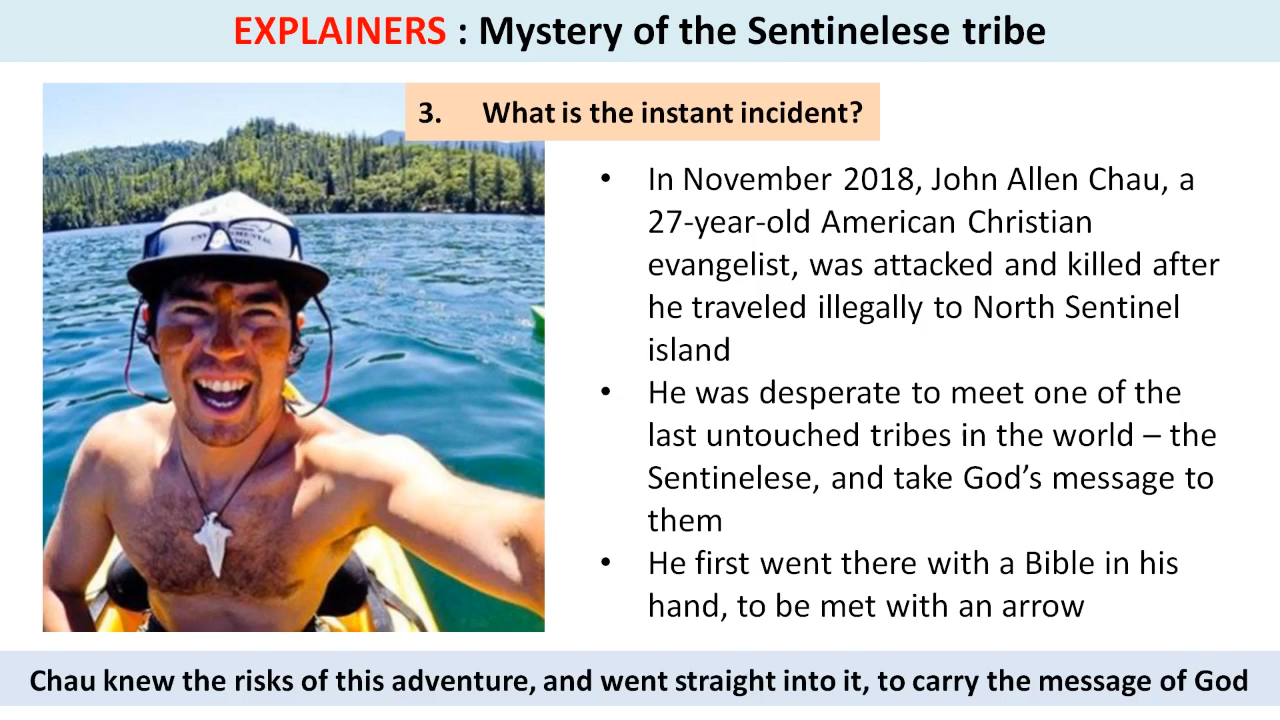 EXPLAINERS : Mystery of the Sentinelese tribe
3. What is the instant incident?
• In November 2018, John Allen Chau, a
27-year-old American Christian
evangelist, was attacked and killed after
he traveled illegally to North Sentinel
island
• He was desperate to meet one of the
last untouched tribes in the world – the
Sentinelese, and take God’s message to
them
• He first went there with a Bible in his
hand, to be met with an arrow
Chau knew the risks of this adventure, and went straight into it, to carry the message of God